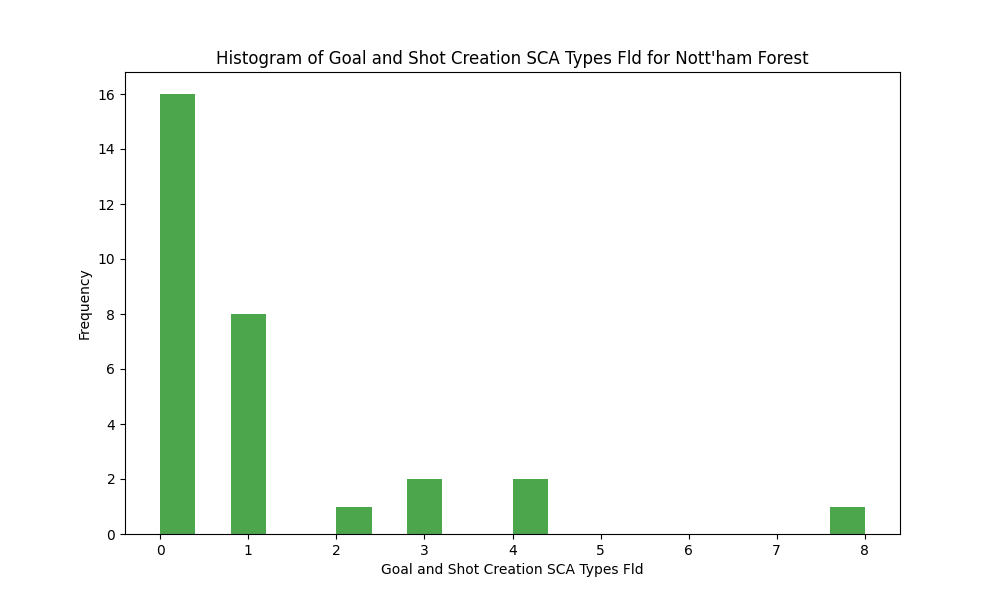 Histogram of Goal and Shot Creation SCA Types Fld for Nott'ham Forest
16
14
12
10
8
6
4
2
0
Frequency
0 1 2 3 4 5 6 7 8
Goal and Shot Creation SCA Types Fld